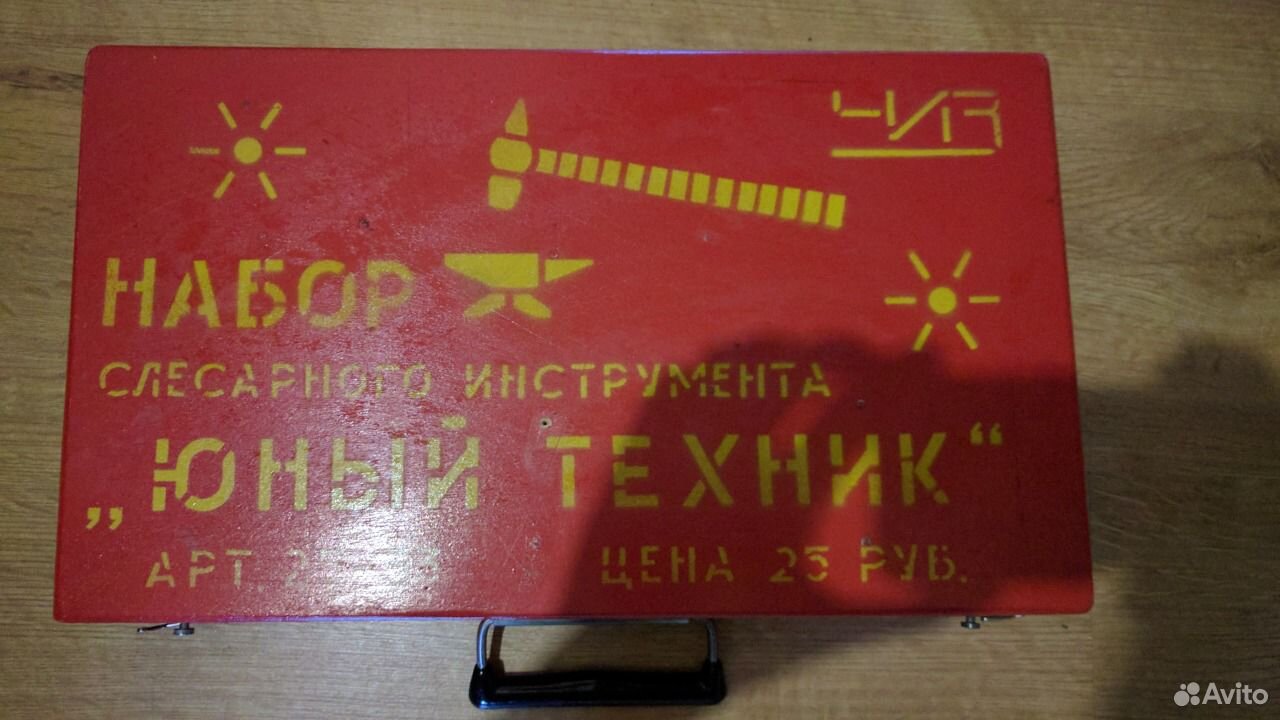 ЧИЗ
НАБОР
СЛЕСАРНОГО ИНСТРУМЕНТА
„ЮНЫЙ ТЕХНИК“
АРТ. ЦЕНА 25 РУБ.
Avito